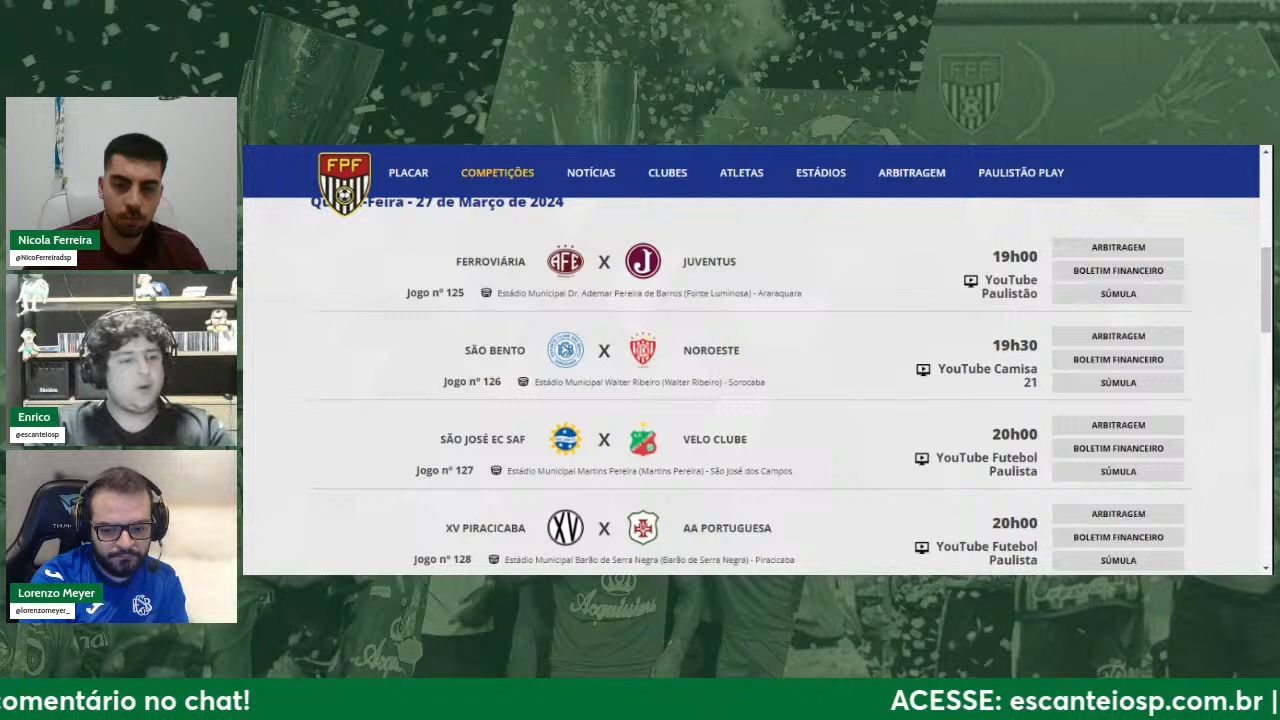 FPF
PLACAR COMPETIÇÕES NOTÍCIAS CLUBES ATLETAS ESTÁDIOS ARBITRAGEM PAULISTÃO PLAY
-Feira - 27 de Março de 2024
FERROVIÁRIA AFE X J JUVENTUS
19h00
YouTube
Paulistão
ARBITRAGEM
BOLETIM FINANCEIRO
SÚMULA
Jogo nº 125 Estádio Municipal Dr. Ademar Pereira de Barros (Fonte Luminosa) - Araraquara
SÃO BENTO X NOROESTE
19h30
YouTube Camisa
21
ARBITRAGEM
BOLETIM FINANCEIRO
SÚMULA
Jogo nº 126 Estádio Municipal Walter Ribeiro (Walter Ribeiro) - Sorocaba
SÃO JOSÉ EC SAF X VELO CLUBE
20h00
YouTube Futebol
Paulista
ARBITRAGEM
BOLETIM FINANCEIRO
SÚMULA
Jogo nº 127 Estádio Municipal Martins Pereira (Martins Pereira) - São José dos Campos
XV PIRACICABA XV X AA PORTUGUESA
20h00
YouTube Futebol
Paulista
ARBITRAGEM
BOLETIM FINANCEIRO
SÚMULA
Jogo nº 128 Estádio Municipal Barão de Serra Negra (Barão de Serra Negra) - Piracicaba
Nicola Ferreira
@NicoFerreiradsp
Enrico
@escanteiosp
Lorenzo Meyer
@lorenzomeyer_
FPF
comentário no chat!
ACESSE: escanteiosp.com.br |